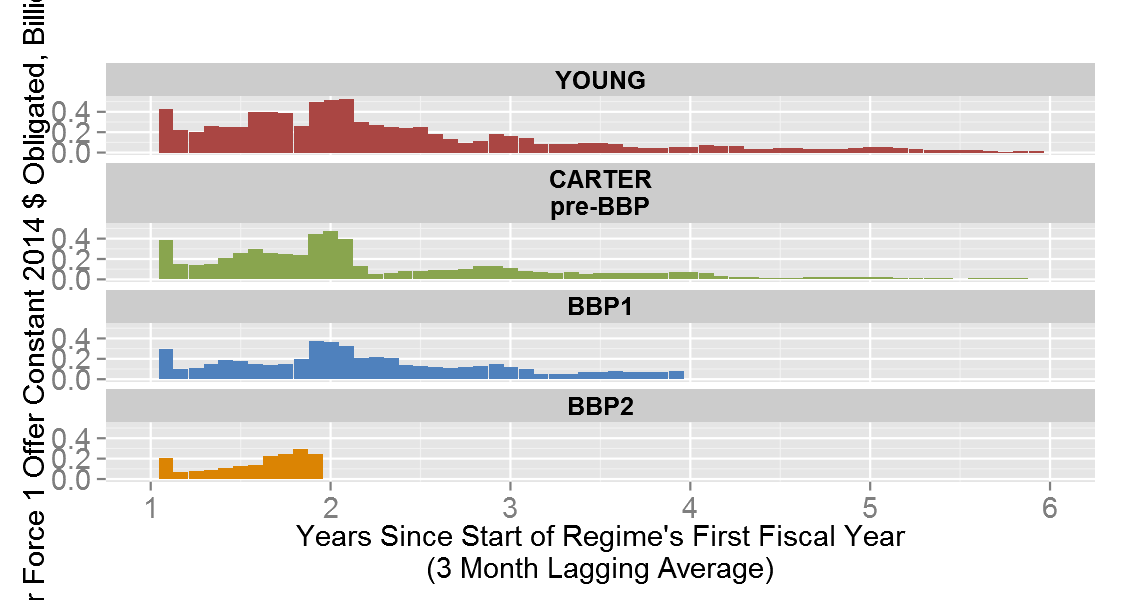 r Force 1 Offer Constant 2014 $ Obligated, Billio
YOUNG
0.4
0.2
0.0
CARTER
pre-BBP
0.4
0.2
0.0
BBP1
0.4
0.2
0.0
BBP2
0.4
0.2
0.0
1 2 3 4 5 6
Years Since Start of Regime's First Fiscal Year
(3 Month Lagging Average)